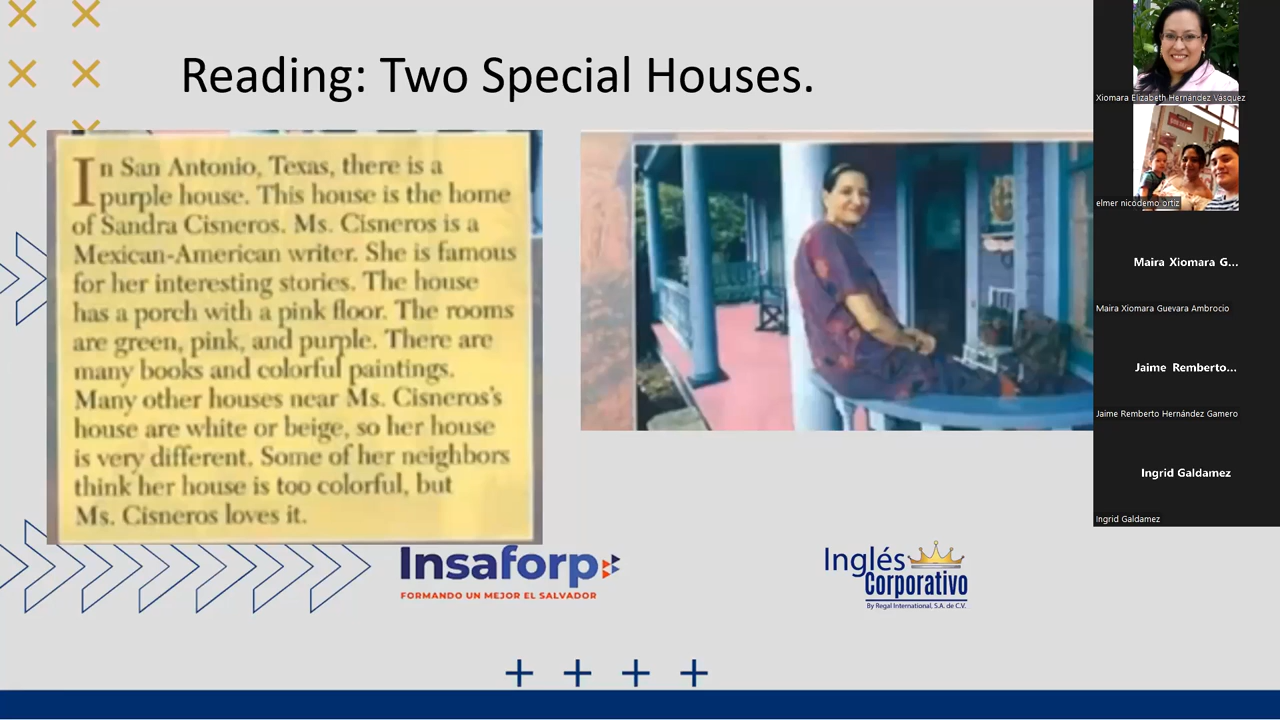 Reading: Two Special Houses.
In San Antonio, Texas, there is a
purple house. This house is the home
of Sandra Cisneros. Ms. Cisneros is a
Mexican-American writer. She is famous
for her interesting stories. The house
has a porch with a pink floor. The rooms
are green, pink, and purple. There are
many books and colorful paintings.
Many other houses near Ms. Cisneros's
house are white or beige, so her house
is very different. Some of her neighbors
think her house is too colorful, but
Ms. Cisneros loves it.
Insaforp
FORMANDO UN MEJOR EL SALVADOR
Inglés
Corporativo
By Regal International, S.A. de C.V.
Xiomara Elizabeth Hernández Vásquez
elmer nicodemo ortiz
Maira Xiomara G...
Maira Xiomara Guevara Ambrocio
Jaime Remberto...
Jaime Remberto Hernández Gamero
Ingrid Galdamez
Ingrid Galdamez